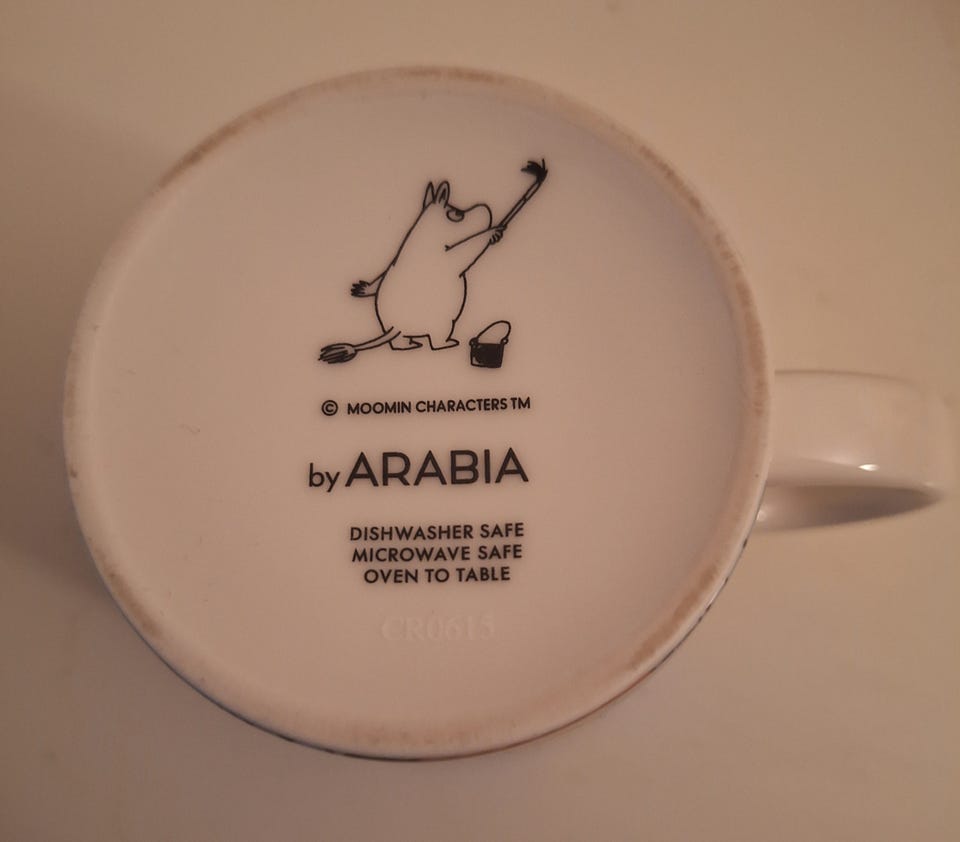 © MOOMIN CHARACTERS TM
by ARABIA
DISHWASHER SAFE
MICROWAVE SAFE
OVEN TO TABLE
CR0615